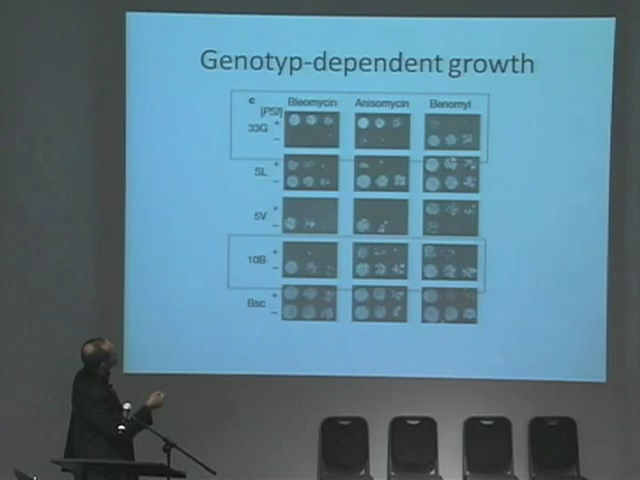 Genotyp-dependent growth
c Bleomycin Anisomycin Benomyl
[PSI]
33G + −
SL + −
5V + −
10B + −
Bsc + −